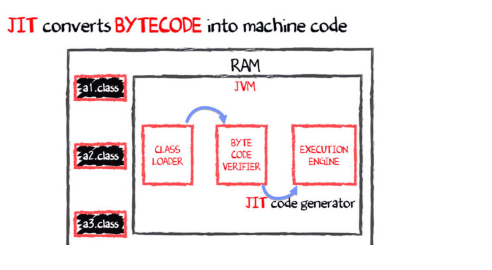 JIT converts BYTECODE into machine code
RAM
JVM
a1.class
a2.class
a3.class
CLASS
LOADER
BYTE
CODE
VERIFIER
EXECUTION
ENGINE
JIT code generator